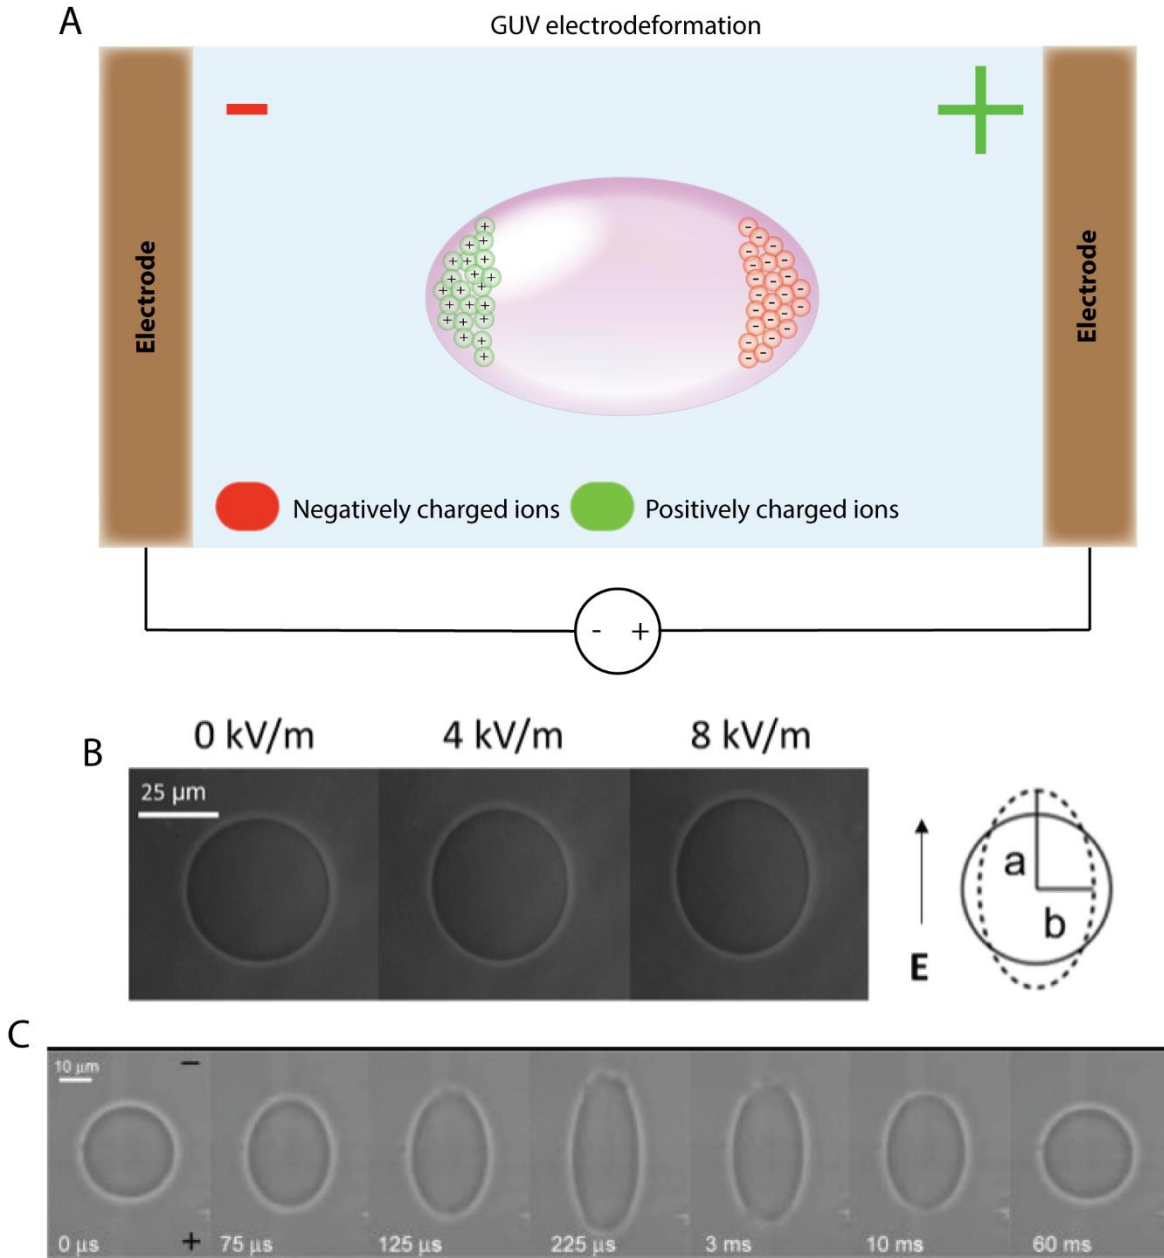 A
GUV electrodeformation
Electrode
Electrode
Negatively charged ions
Positively charged ions
- +
B
0 kV/m 4 kV/m 8 kV/m
25 µm
E
a
b
C
10 µm
−
+
0 µs
75 µs
125 µs
225 µs
3 ms
10 ms
60 ms